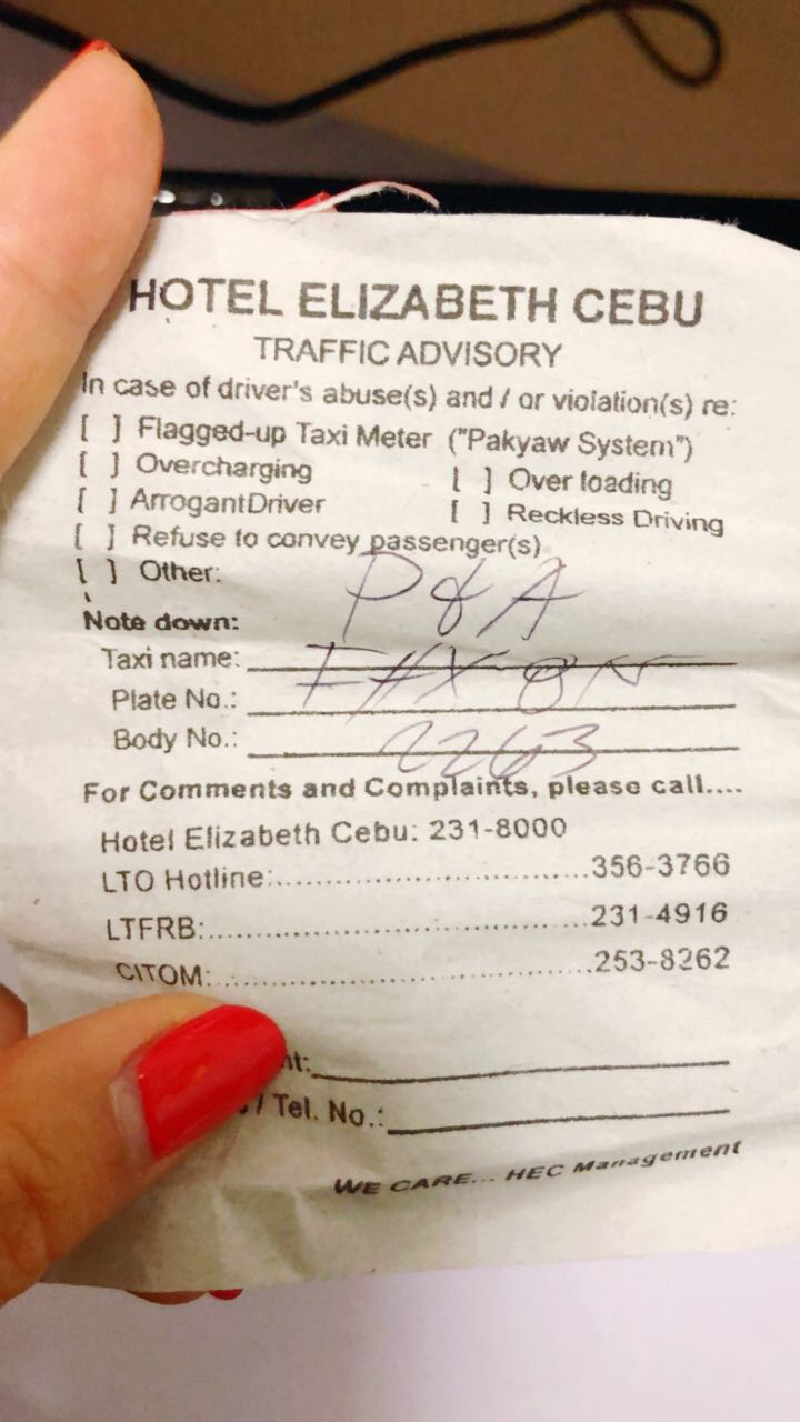 HOTEL ELIZABETH CEBU
TRAFFIC ADVISORY
In case of driver's abuse(s) and / or violation(s) re:
[ ] Flagged-up Taxi Meter ("Pakyaw System")
[ ] Overcharging [ ] Over loading
[ ] ArrogantDriver [ ] Reckless Driving
[ ] Refuse to convey passenger(s)
[ ] Other:
P&A
Note down:
Taxi name:
Plate No.:
Body No.: 2263
For Comments and Complaints, please call....
Hotel Elizabeth Cebu: 231-8000
LTO Hotline:..........................................356-3766
LTFRB:..................................................231-4916
CITOM: .................................................253-8262
/ Tel. No.:
WE CARE... HEC Management